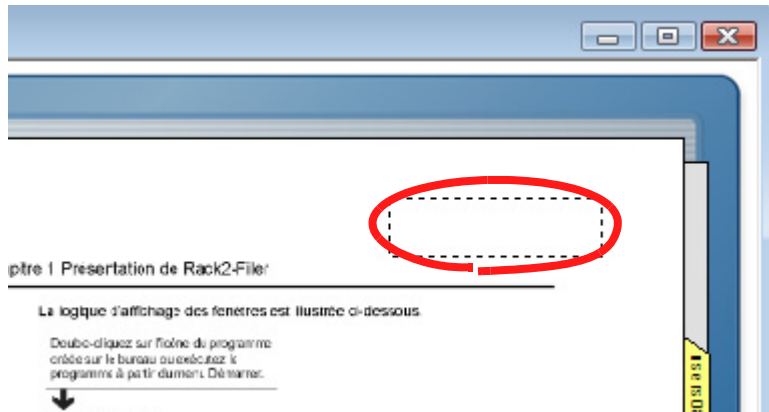 pitre 1 Presertation de Rack2-Filer
La logique d'affichage des fenêtres est illustrée ci-dessous.
Double-cliquez sur l'icône du programme
créée sur le bureau ou exécutez le
programme à partir du menu Démarrer.